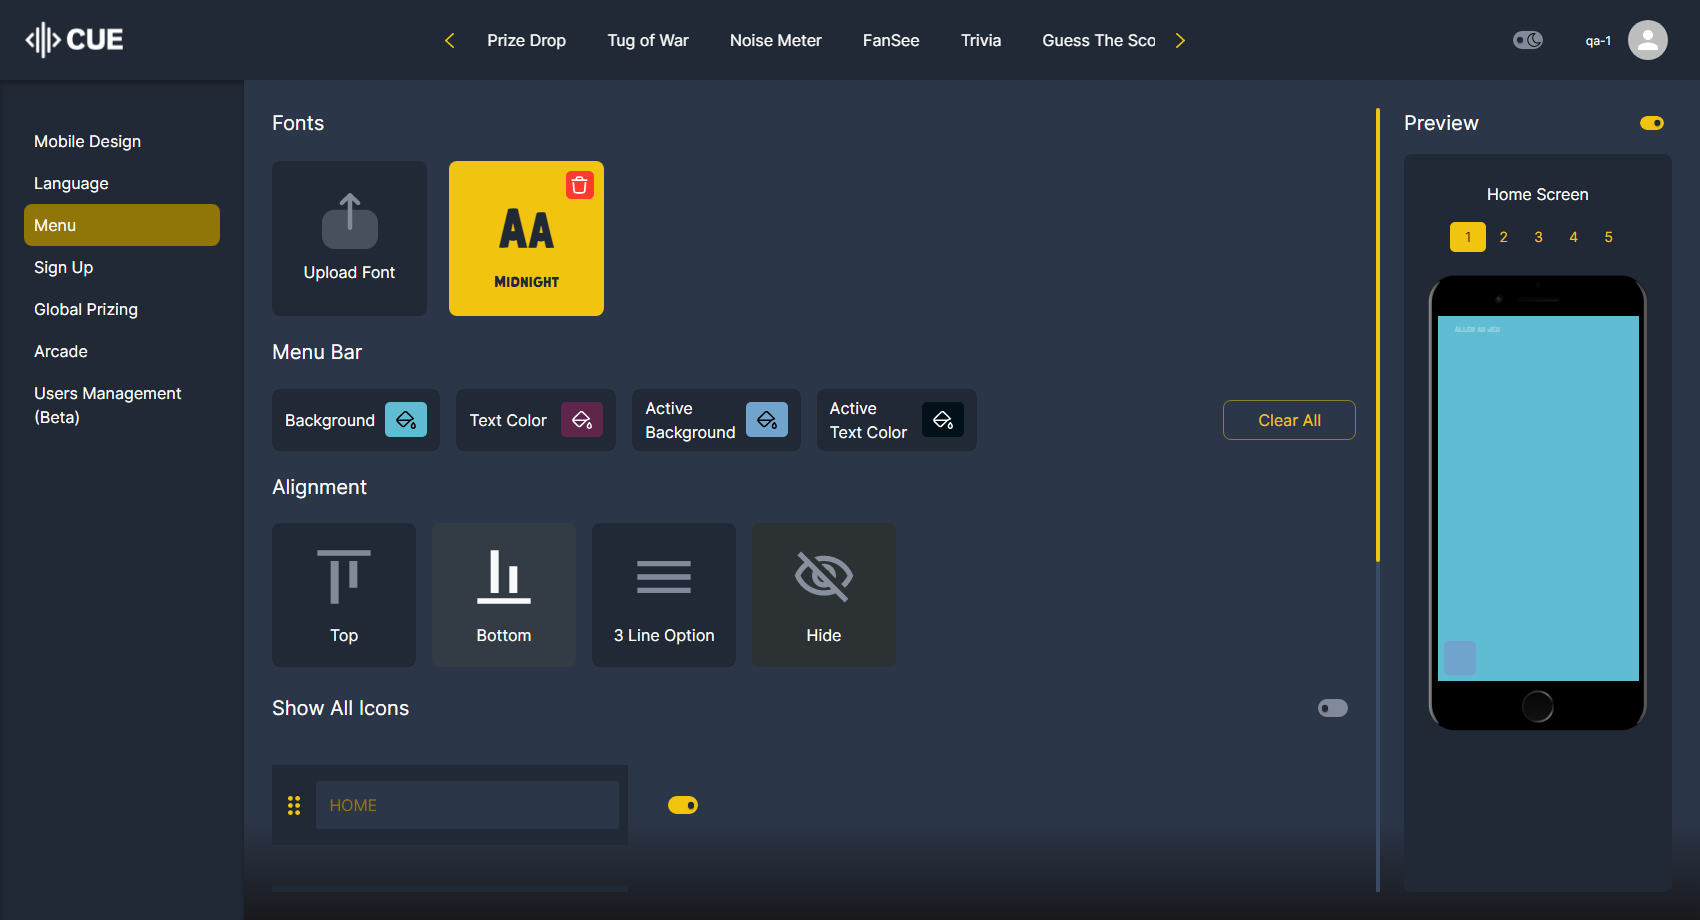 CUE
Prize Drop
Tug of War
Noise Meter
FanSee
Trivia
Guess The Sco
qa-1
Mobile Design
Language
Menu
Sign Up
Global Prizing
Arcade
Users Management
(Beta)
Fonts
Upload Font
AA
MIDNIGHT
Menu Bar
Background
Text Color
Active
Background
Active
Text Color
Clear All
Alignment
Top
Bottom
3 Line Option
Hide
Show All Icons
HOME
Preview
Home Screen
1 2 3 4 5